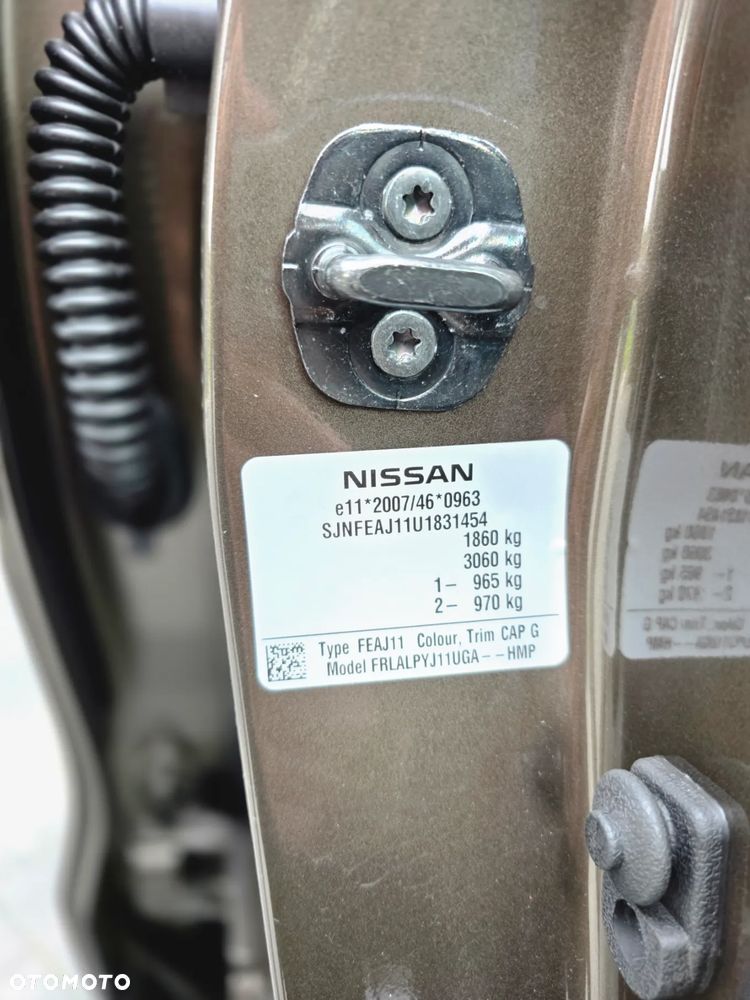 NISSAN
e11*2007/46*0963
SJNFEAJ11U1831454
1860 kg
3060 kg
1- 965 kg
2- 970 kg
Type FEAJ11 Colour, Trim CAP G
Model FRLALPYJ11UGA--HMP
OTOMOTO